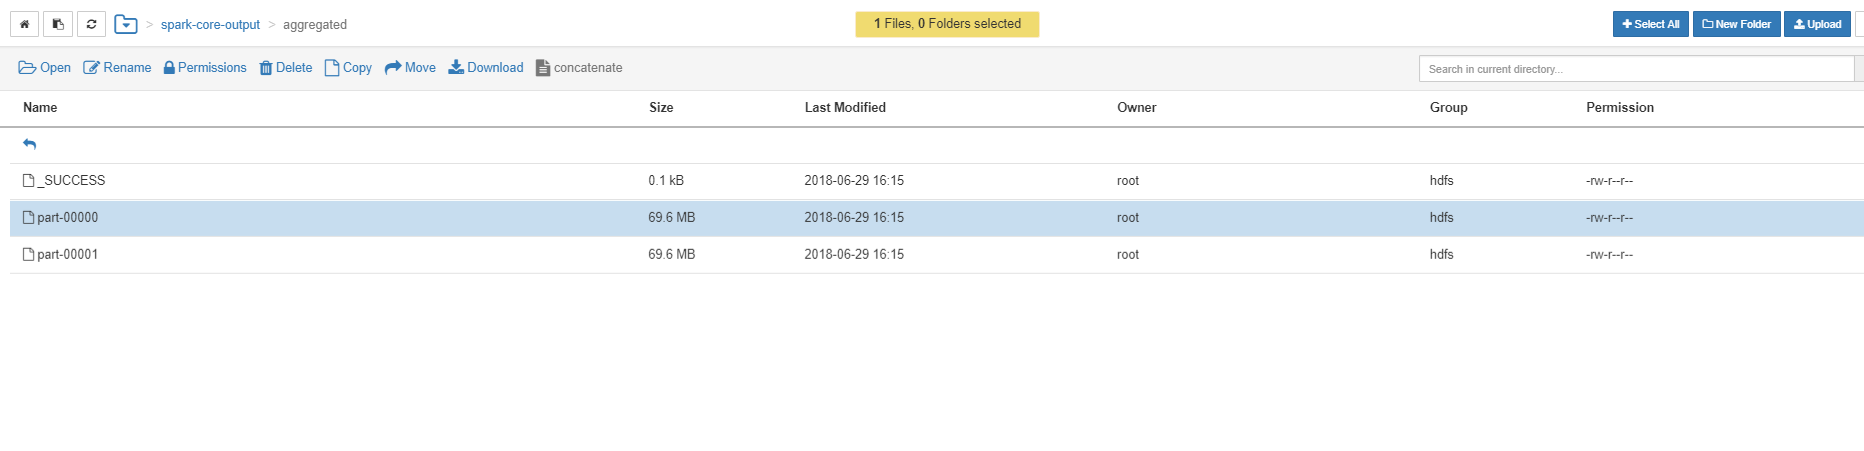 > spark-core-output > aggregated
1 Files, 0 Folders selected
Select All New Folder Upload
Open Rename Permissions Delete Copy Move Download concatenate
Search in current directory...
Name Size Last Modified Owner Group Permission
_SUCCESS 0.1 kB 2018-06-29 16:15 root hdfs -rw-r--r--
part-00000 69.6 MB 2018-06-29 16:15 root hdfs -rw-r--r--
part-00001 69.6 MB 2018-06-29 16:15 root hdfs -rw-r--r--